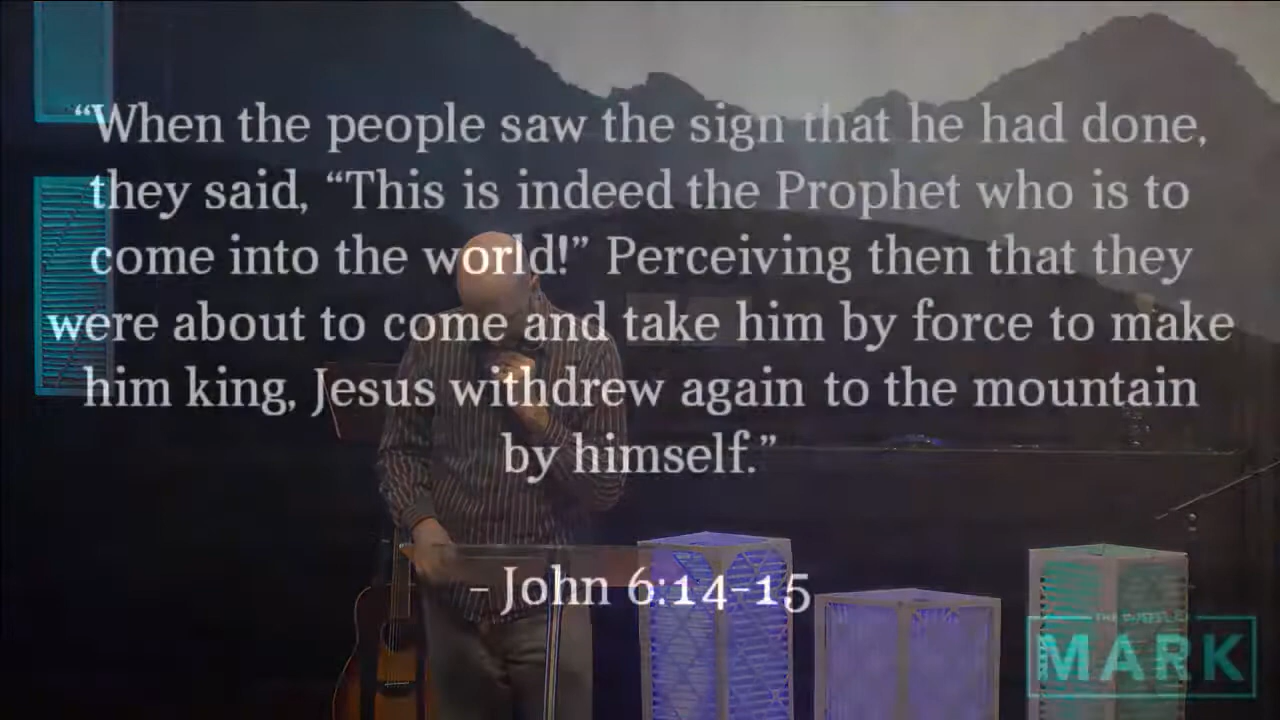 “When the people saw the sign that he had done,
they said, “This is indeed the Prophet who is to
come into the world!” Perceiving then that they
were about to come and take him by force to make
him king, Jesus withdrew again to the mountain
by himself.”
– John 6:14-15
MARK